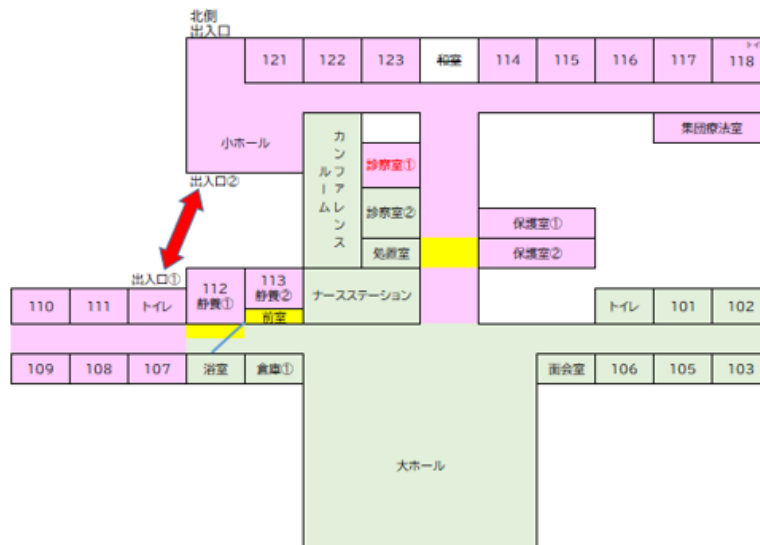 北側
出入口
121
122
123
和室
114
115
116
117
トイレ
118
小ホール
カンファレンス
ルーム
診察室①
集団療法室
出入口②
診察室②
処置室
保護室①
保護室②
出入口①
110
111
トイレ
112
静養①
113
静養②
前室
ナースステーション
トイレ
101
102
109
108
107
浴室
倉庫①
面会室
106
105
103
大ホール